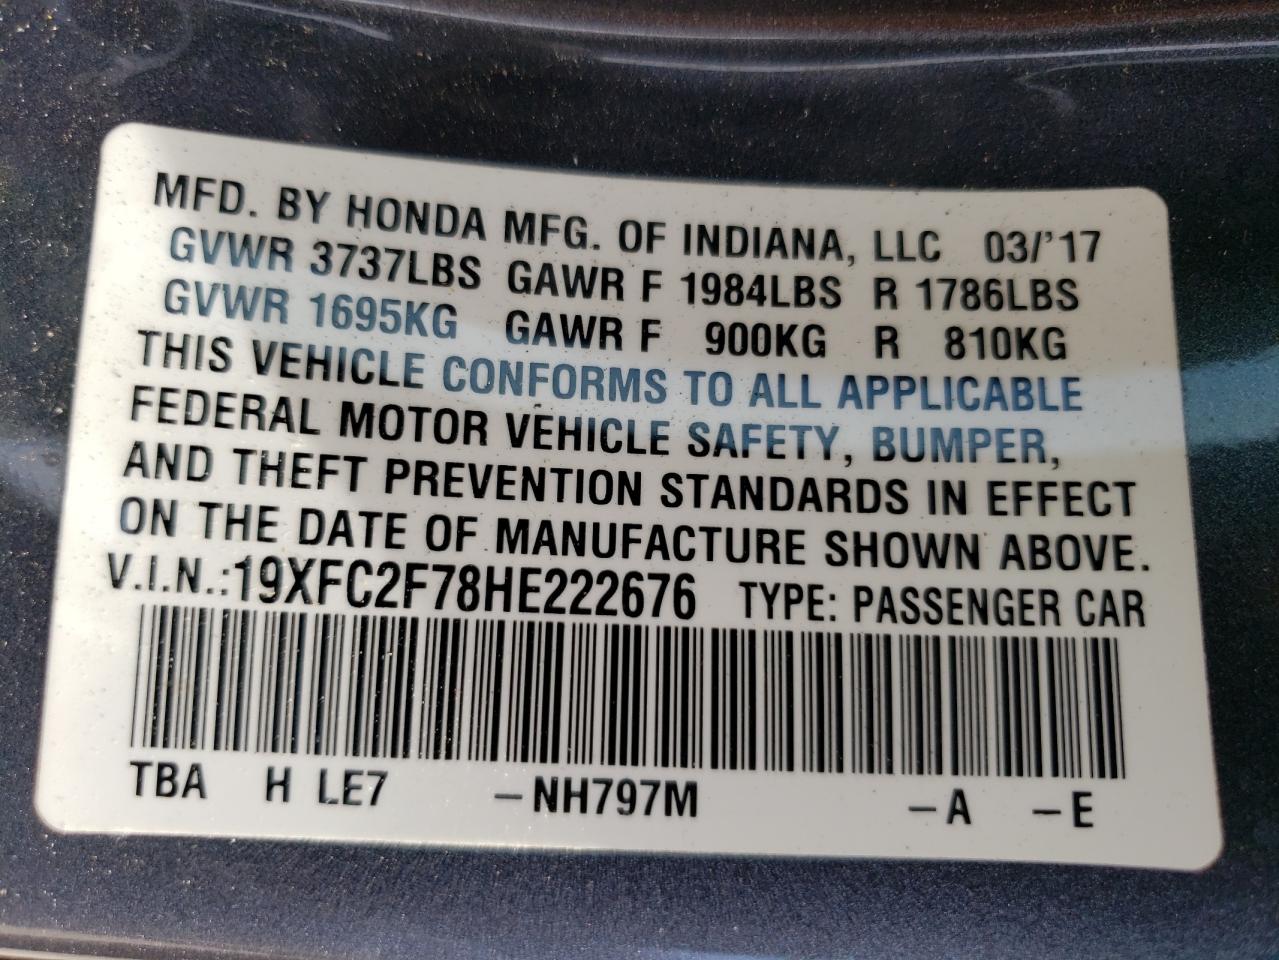 MFD. BY HONDA MFG. OF INDIANA, LLC 03/'17
GVWR 3737LBS GAWR F 1984LBS R 1786LBS
GVWR 1695KG GAWR F 900KG R 810KG
THIS VEHICLE CONFORMS TO ALL APPLICABLE
FEDERAL MOTOR VEHICLE SAFETY, BUMPER,
AND THEFT PREVENTION STANDARDS IN EFFECT
ON THE DATE OF MANUFACTURE SHOWN ABOVE.
V.I.N.:19XFC2F78HE222676 TYPE: PASSENGER CAR
TBA H LE7 –NH797M –A –E